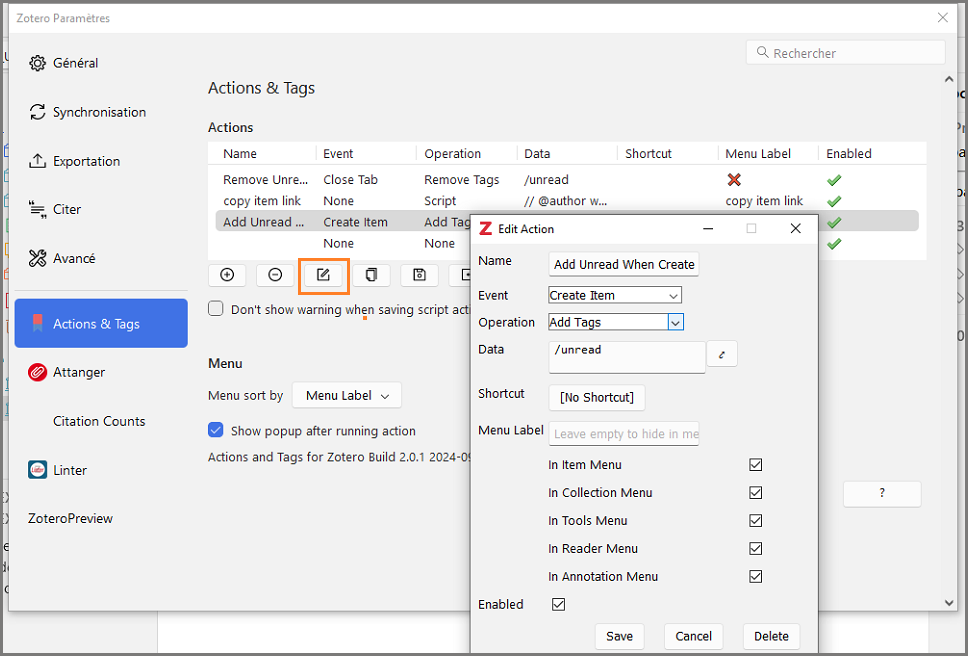 Zotero Paramètres
Rechercher
Général
Synchronisation
Exportation
Citer
Avancé
Actions & Tags
Attanger
Citation Counts
Linter
ZoteroPreview
Actions & Tags
Actions
Name Event Operation Data Shortcut Menu Label Enabled
Remove Unre... Close Tab Remove Tags /unread
copy item link None Script // @author w... copy item link
Add Unread ... Create Item Add Tag
None None
Don't show warning when saving script acti
Menu
Menu sort by Menu Label
Show popup after running action
Actions and Tags for Zotero Build 2.0.1 2024-09
?
Edit Action
Name Add Unread When Create
Event Create Item
Operation Add Tags
Data /unread
Shortcut [No Shortcut]
Menu Label Leave empty to hide in me
In Item Menu
In Collection Menu
In Tools Menu
In Reader Menu
In Annotation Menu
Enabled
Save Cancel Delete